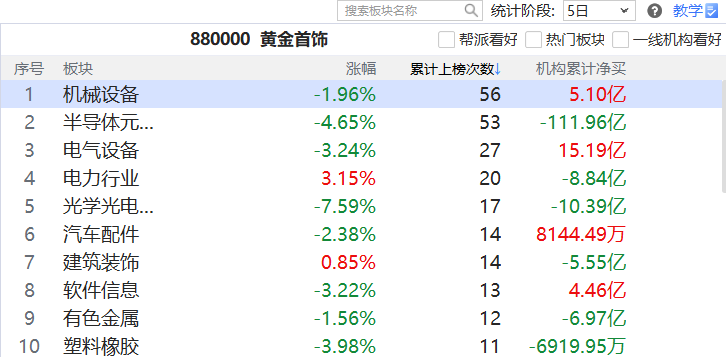 搜索板块名称 统计阶段: 5日 ? 教学
880000 黄金首饰 帮派看好 热门板块 一线机构看好
序号 板块 涨幅 累计上榜次数↓ 机构累计净买
1 机械设备 -1.96% 56 5.10亿
2 半导体元... -4.65% 53 -111.96亿
3 电气设备 -3.24% 27 15.19亿
4 电力行业 3.15% 20 -8.84亿
5 光学光电... -7.59% 17 -10.39亿
6 汽车配件 -2.38% 14 8144.49万
7 建筑装饰 0.85% 14 -5.55亿
8 软件信息 -3.22% 13 4.46亿
9 有色金属 -1.56% 12 -6.97亿
10 塑料橡胶 -3.98% 11 -6919.95万